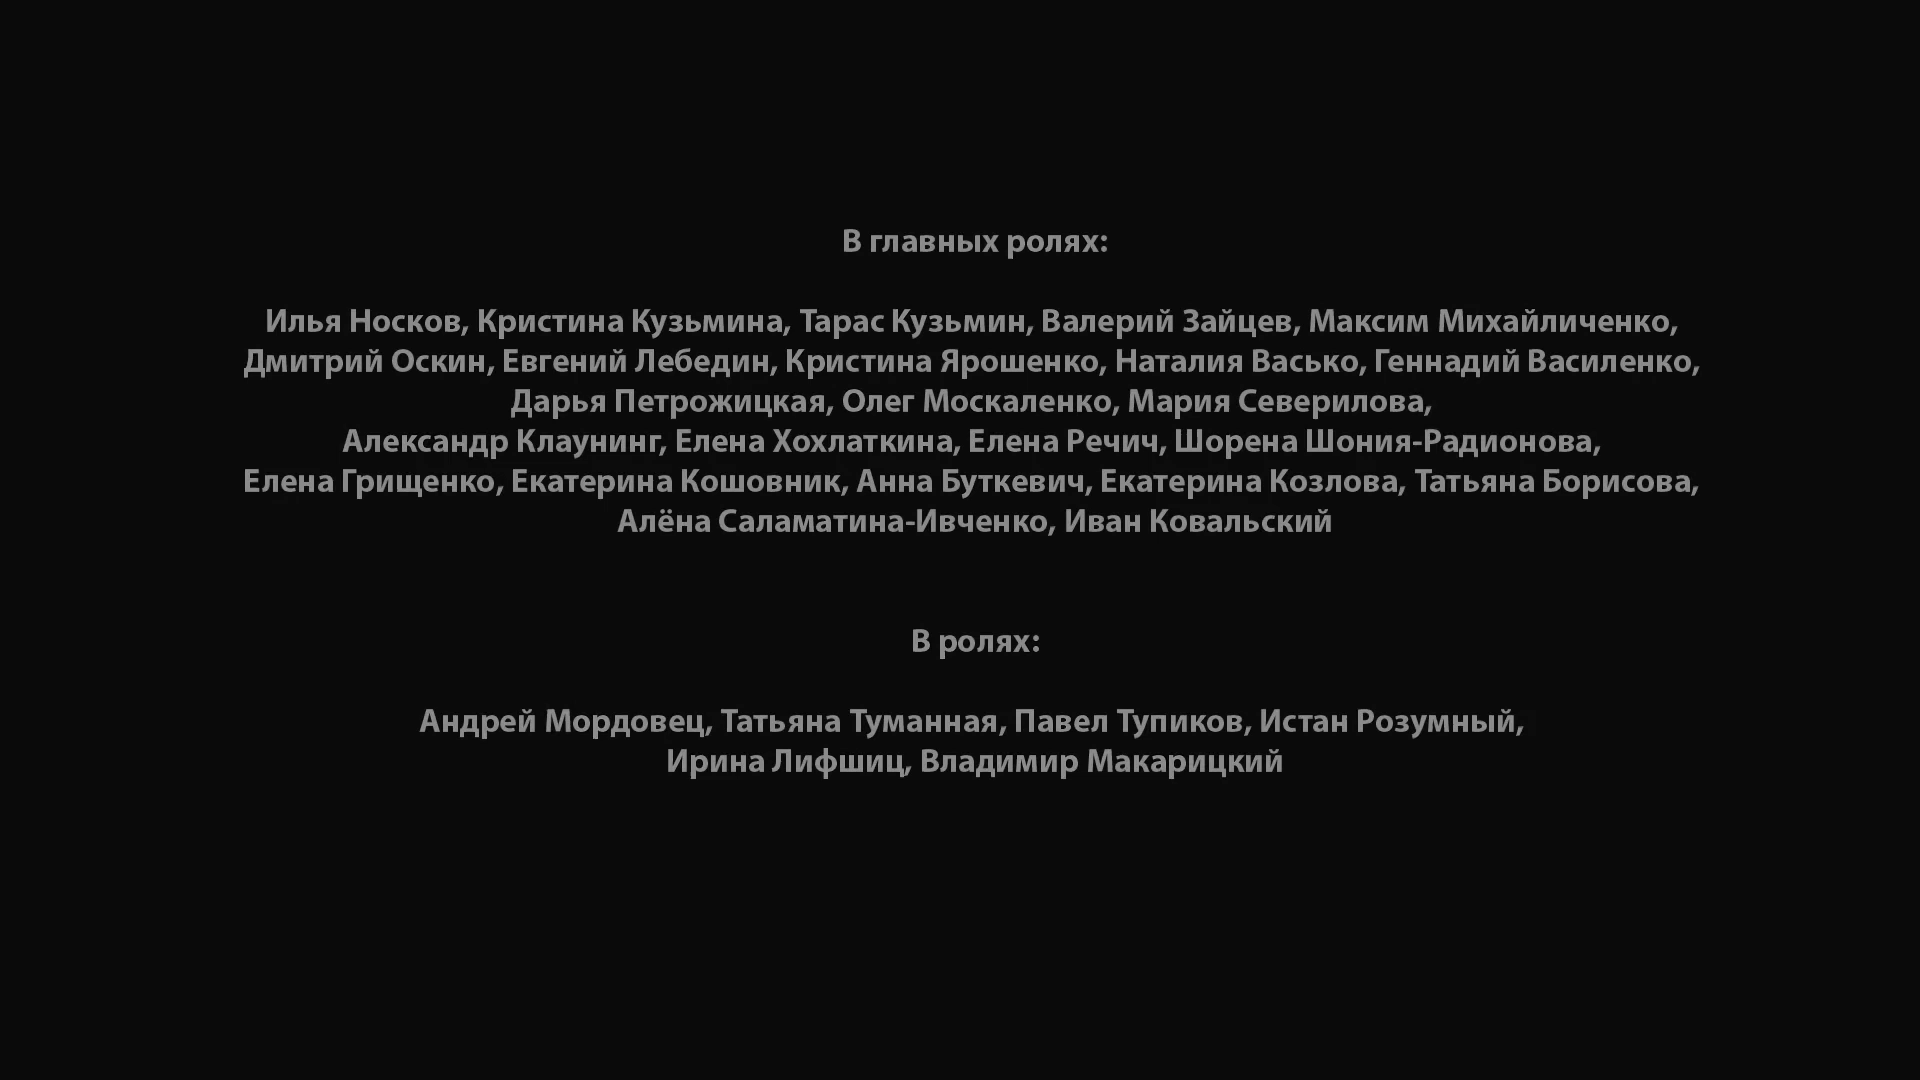 В главных ролях:
Илья Носков, Кристина Кузьмина, Тарас Кузьмин, Валерий Зайцев, Максим Михайличенко,
Дмитрий Оскин, Евгений Лебедин, Кристина Ярошенко, Наталия Васько, Геннадий Василенко,
Дарья Петрожицкая, Олег Москаленко, Мария Северилова,
Александр Клаунинг, Елена Хохлаткина, Елена Речич, Шорена Шония-Радионова,
Елена Грищенко, Екатерина Кошовник, Анна Буткевич, Екатерина Козлова, Татьяна Борисова,
Алёна Саламатина-Ивченко, Иван Ковальский
В ролях:
Андрей Мордовец, Татьяна Туманная, Павел Тупиков, Истан Розумный,
Ирина Лифшиц, Владимир Макарицкий